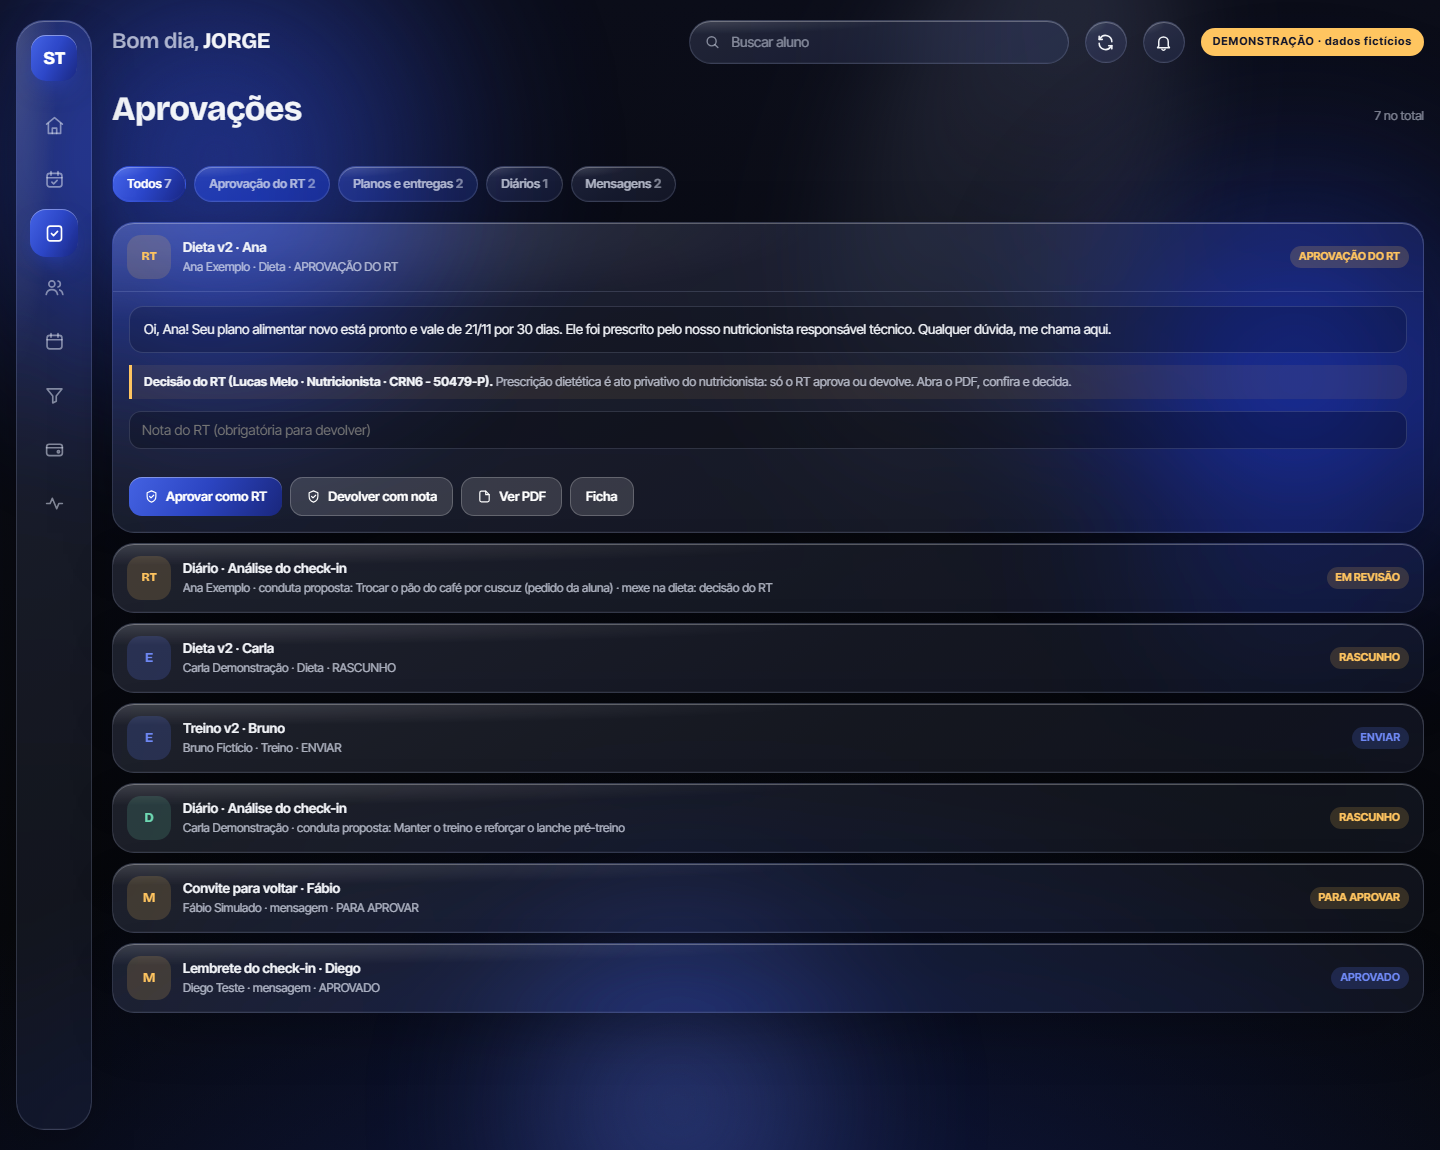 ST
Bom dia, JORGE
Buscar aluno
DEMONSTRAÇÃO · dados fictícios
Aprovações
7 no total
Todos 7
Aprovação do RT 2
Planos e entregas 2
Diários 1
Mensagens 2
RT
Dieta v2 · Ana
Ana Exemplo · Dieta · APROVAÇÃO DO RT
APROVAÇÃO DO RT
Oi, Ana! Seu plano alimentar novo está pronto e vale de 21/11 por 30 dias. Ele foi prescrito pelo nosso nutricionista responsável técnico. Qualquer dúvida, me chama aqui.
Decisão do RT (Lucas Melo · Nutricionista · CRN6 - 50479-P). Prescrição dietética é ato privativo do nutricionista: só o RT aprova ou devolve. Abra o PDF, confira e decida.
Nota do RT (obrigatória para devolver)
Aprovar como RT
Devolver com nota
Ver PDF
Ficha
RT
Diário · Análise do check-in
Ana Exemplo · conduta proposta: Trocar o pão do café por cuscuz (pedido da aluna) · mexe na dieta: decisão do RT
EM REVISÃO
E
Dieta v2 · Carla
Carla Demonstração · Dieta · RASCUNHO
RASCUNHO
E
Treino v2 · Bruno
Bruno Fictício · Treino · ENVIAR
ENVIAR
D
Diário · Análise do check-in
Carla Demonstração · conduta proposta: Manter o treino e reforçar o lanche pré-treino
RASCUNHO
M
Convite para voltar · Fábio
Fábio Simulado · mensagem · PARA APROVAR
PARA APROVAR
M
Lembrete do check-in · Diego
Diego Teste · mensagem · APROVADO
APROVADO